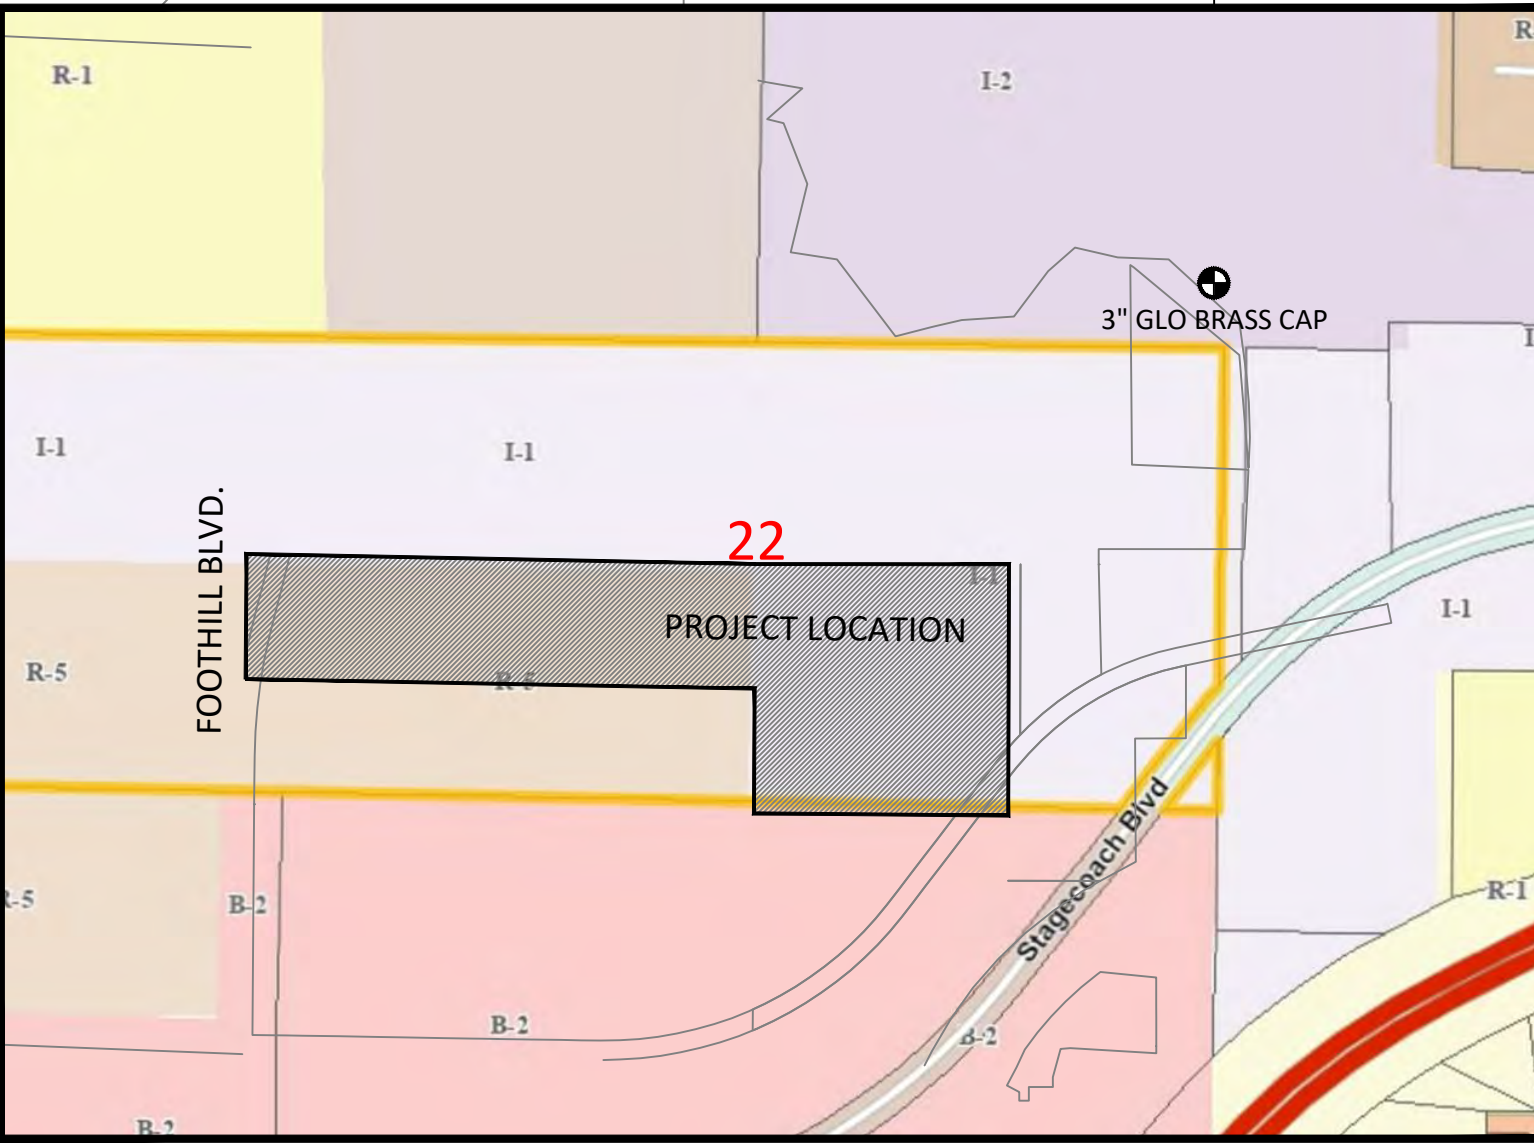 R-1
I-2
R
3" GLO BRASS CAP
I
I-1
I-1
FOOTHILL BLVD.
22
I-1
PROJECT LOCATION
I-1
R-5
R-5
Stagecoach Blvd
R-1
R-5
B-2
B-2
B-2
B-2